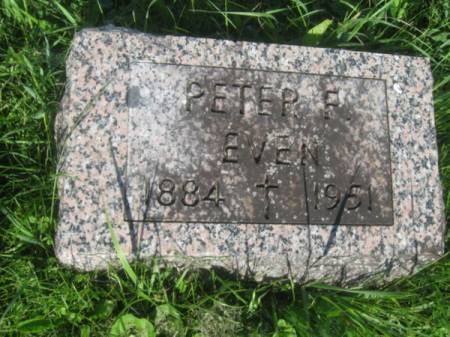 PETER F.
EVEN
1884 † 1951